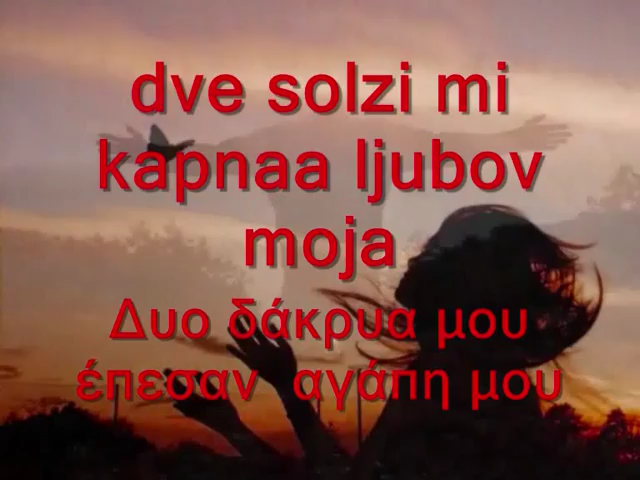 dve solzi mi
kapnaa ljubov
moja
Δυο δάκρυα μου
έπεσαν αγάπη μου